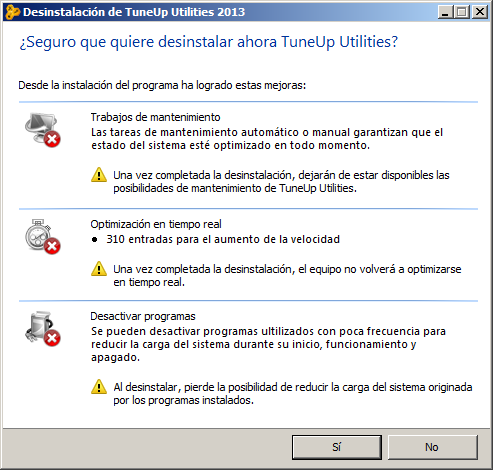 Desinstalación de TuneUp Utilities 2013
¿Seguro que quiere desinstalar ahora TuneUp Utilities?
Desde la instalación del programa ha logrado estas mejoras:
Trabajos de mantenimiento
Las tareas de mantenimiento automático o manual garantizan que el
estado del sistema esté optimizado en todo momento.
Una vez completada la desinstalación, dejarán de estar disponibles las
posibilidades de mantenimiento de TuneUp Utilities.
Optimización en tiempo real
• 310 entradas para el aumento de la velocidad
Una vez completada la desinstalación, el equipo no volverá a optimizarse
en tiempo real.
Desactivar programas
Se pueden desactivar programas ultilizados con poca frecuencia para
reducir la carga del sistema durante su inicio, funcionamiento y
apagado.
Al desinstalar, pierde la posibilidad de reducir la carga del sistema originada
por los programas instalados.
Sí
No